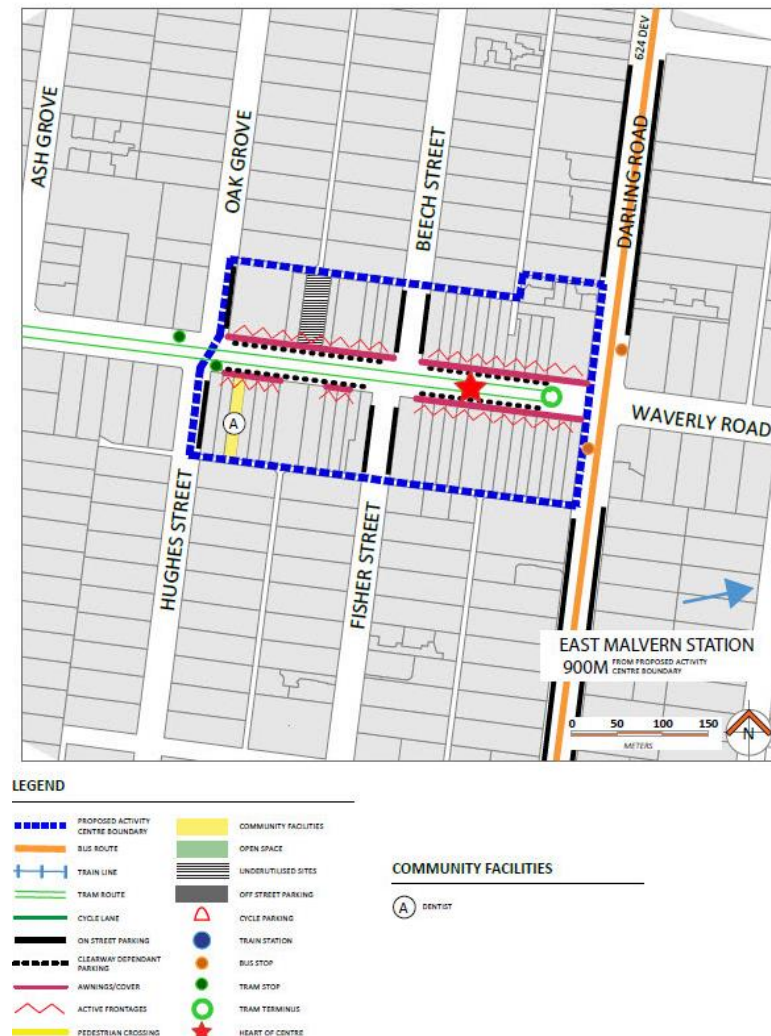 624 DEV
ASH GROVE
OAK GROVE
BEECH STREET
DARLING ROAD
WAVERLY ROAD
A
HUGHES STREET
FISHER STREET
EAST MALVERN STATION
900M FROM PROPOSED ACTIVITY
CENTRE BOUNDARY
0 50 100 150
METERS
N
LEGEND
PROPOSED ACTIVITY
CENTRE BOUNDARY
BUS ROUTE
TRAIN LINE
TRAM ROUTE
CYCLE LANE
ON STREET PARKING
CLEARWAY DEPENDANT
PARKING
AWNINGS/COVER
ACTIVE FRONTAGES
PEDESTRIAN CROSSING
COMMUNITY FACILITIES
OPEN SPACE
UNDERUTILISED SITES
OFF STREET PARKING
CYCLE PARKING
TRAIN STATION
BUS STOP
TRAM STOP
TRAM TERMINUS
HEART OF CENTRE
COMMUNITY FACILITIES
A DENTIST